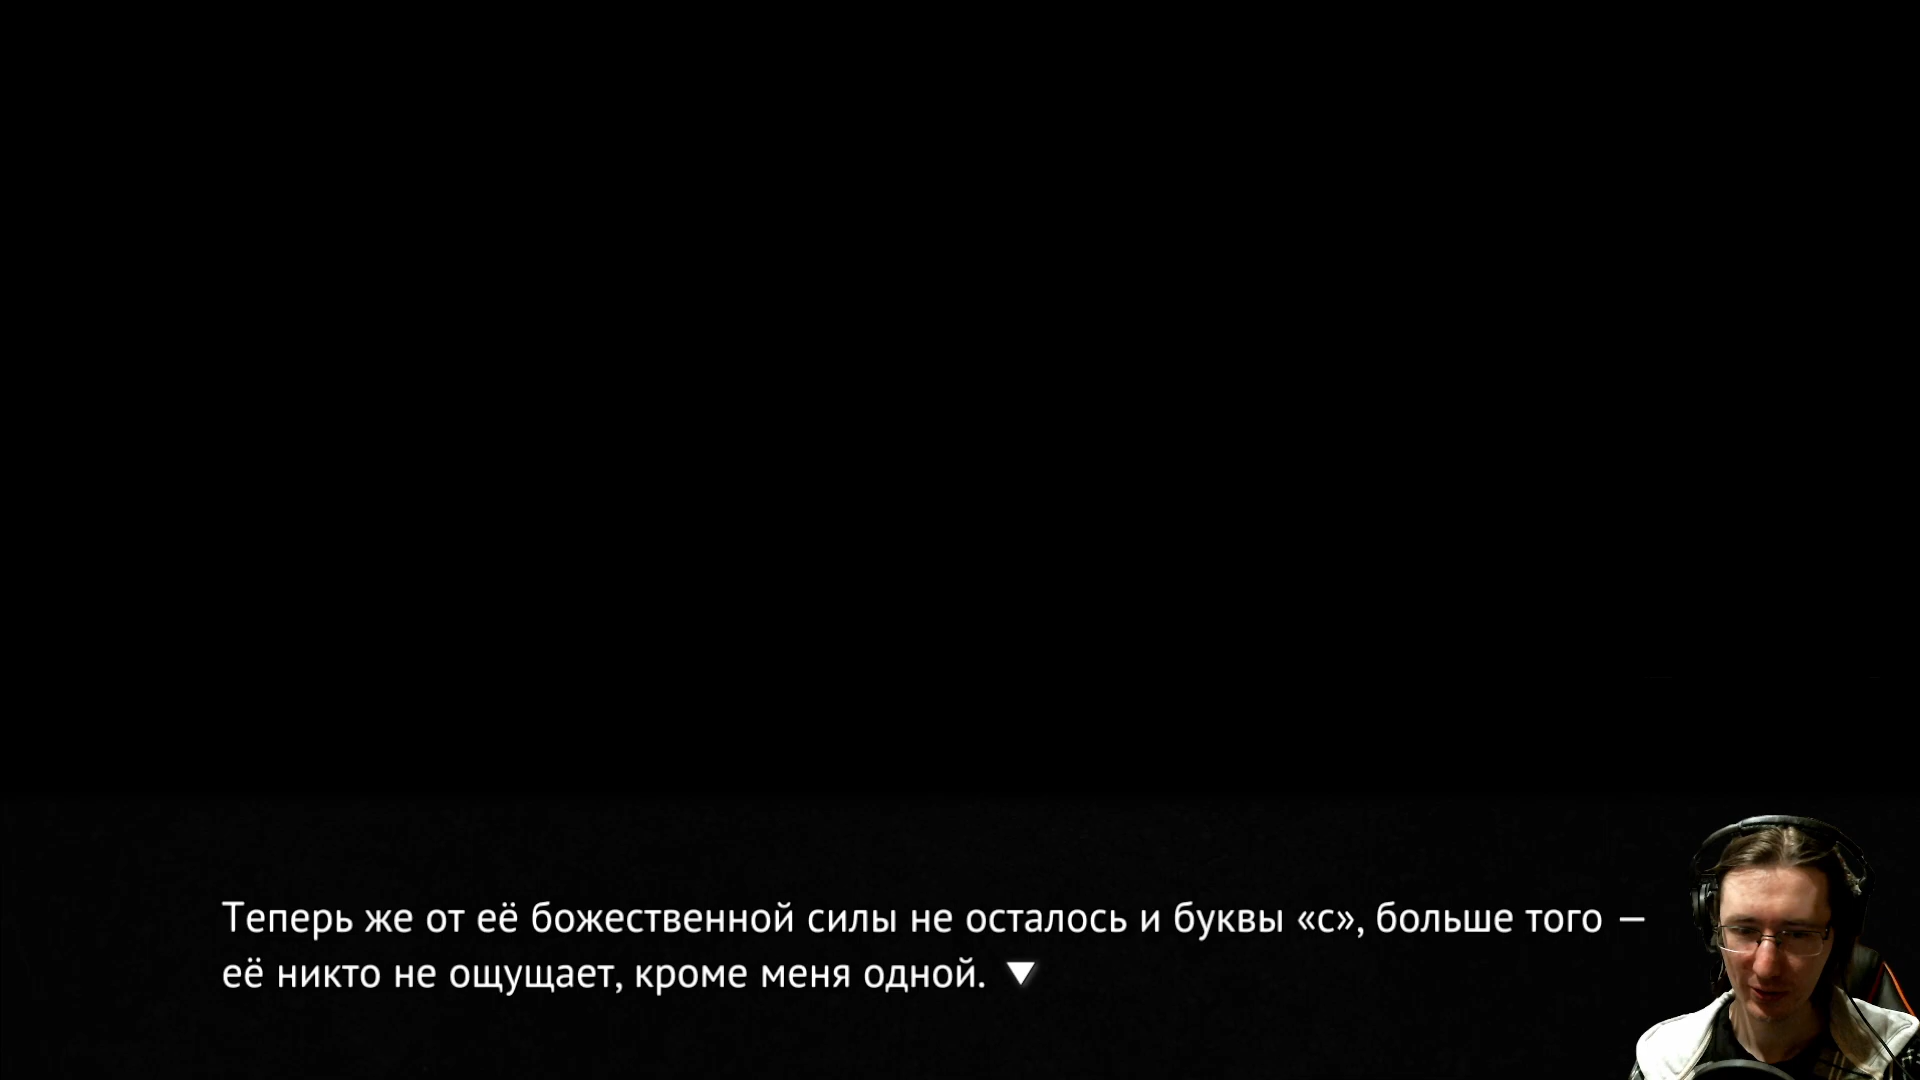 Теперь же от её божественной силы не осталось и буквы «с», больше того —
её никто не ощущает, кроме меня одной.